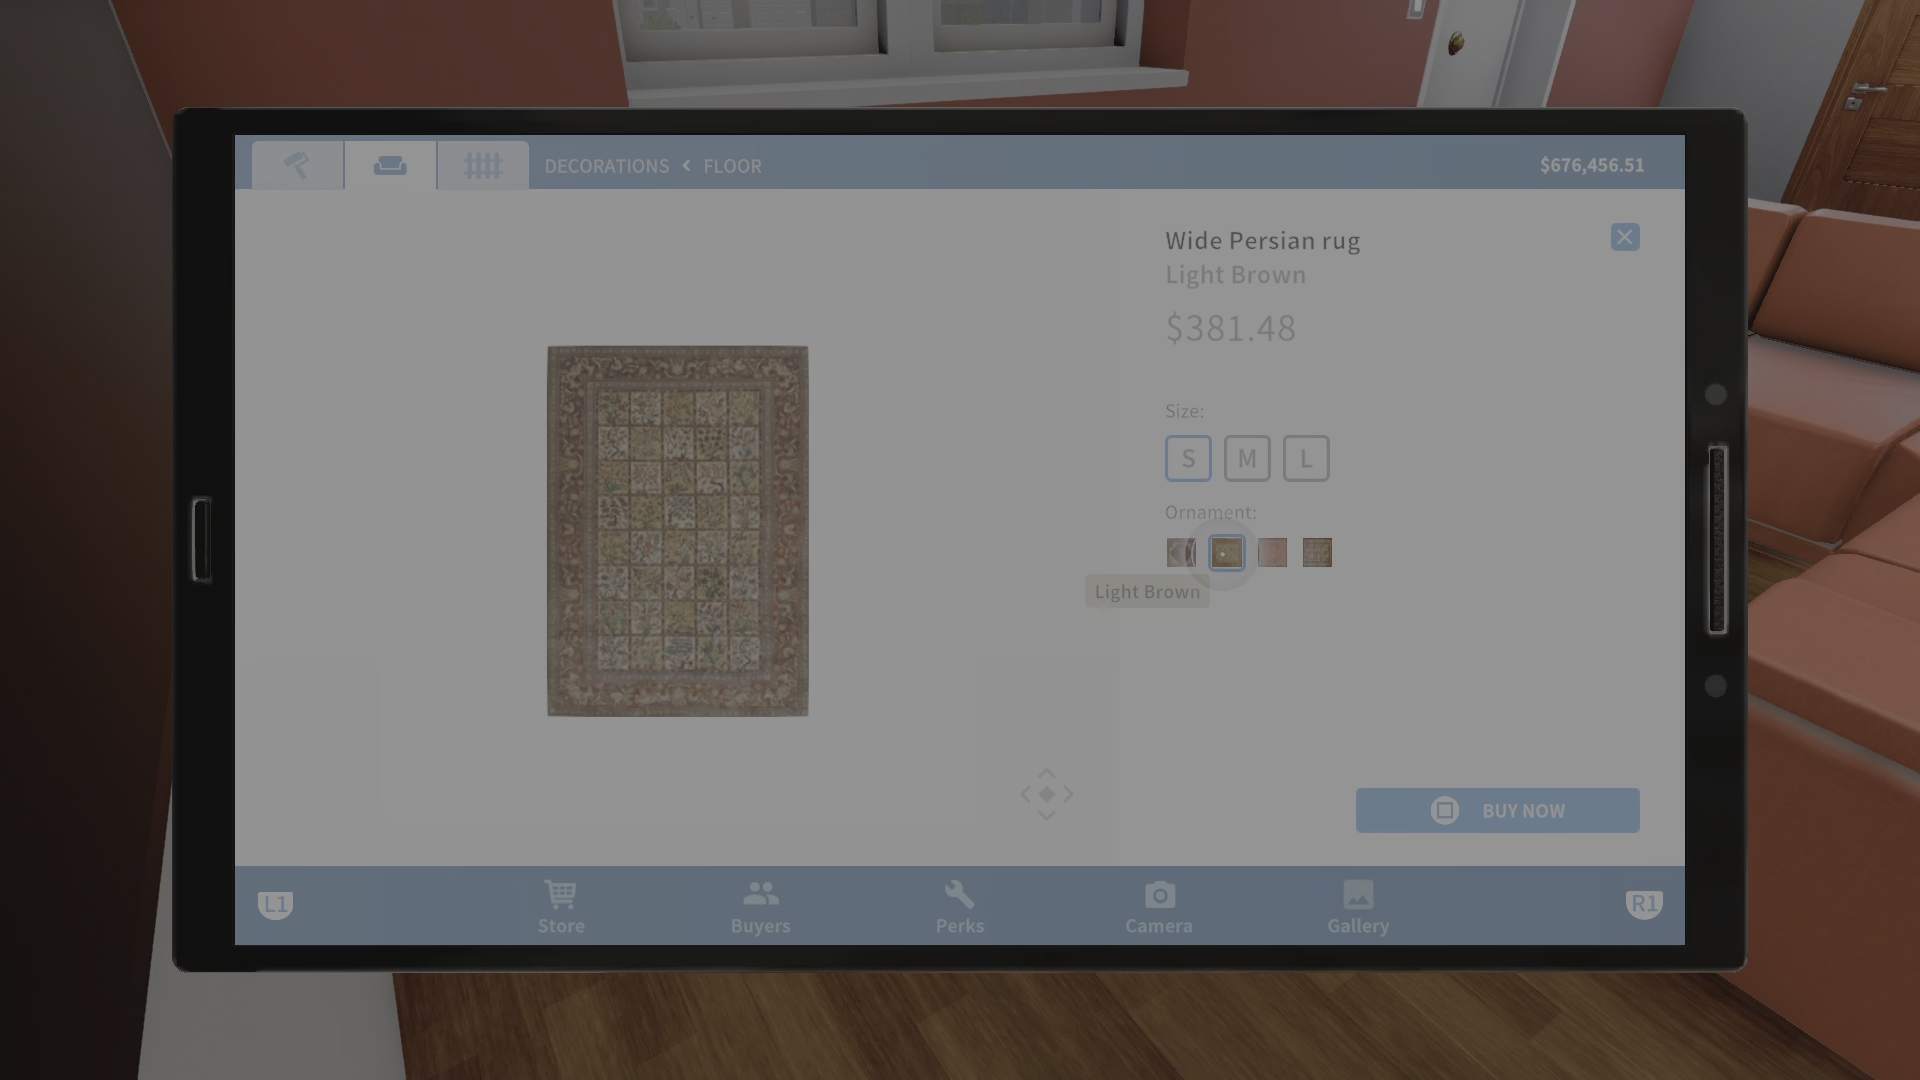 DECORATIONS < FLOOR
$676,456.51
Wide Persian rug
Light Brown
$381.48
Size:
S M L
Ornament:
Light Brown
BUY NOW
L1
Store
Buyers
Perks
Camera
Gallery
R1